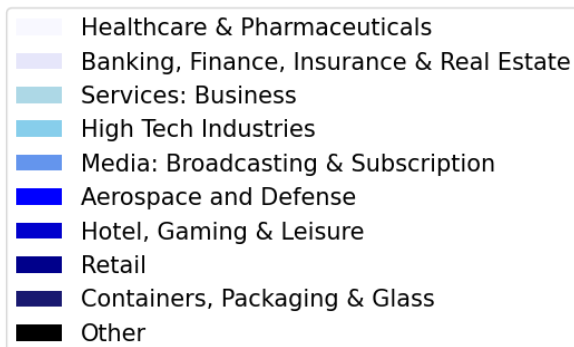 Healthcare & Pharmaceuticals
Banking, Finance, Insurance & Real Estate
Services: Business
High Tech Industries
Media: Broadcasting & Subscription
Aerospace and Defense
Hotel, Gaming & Leisure
Retail
Containers, Packaging & Glass
Other